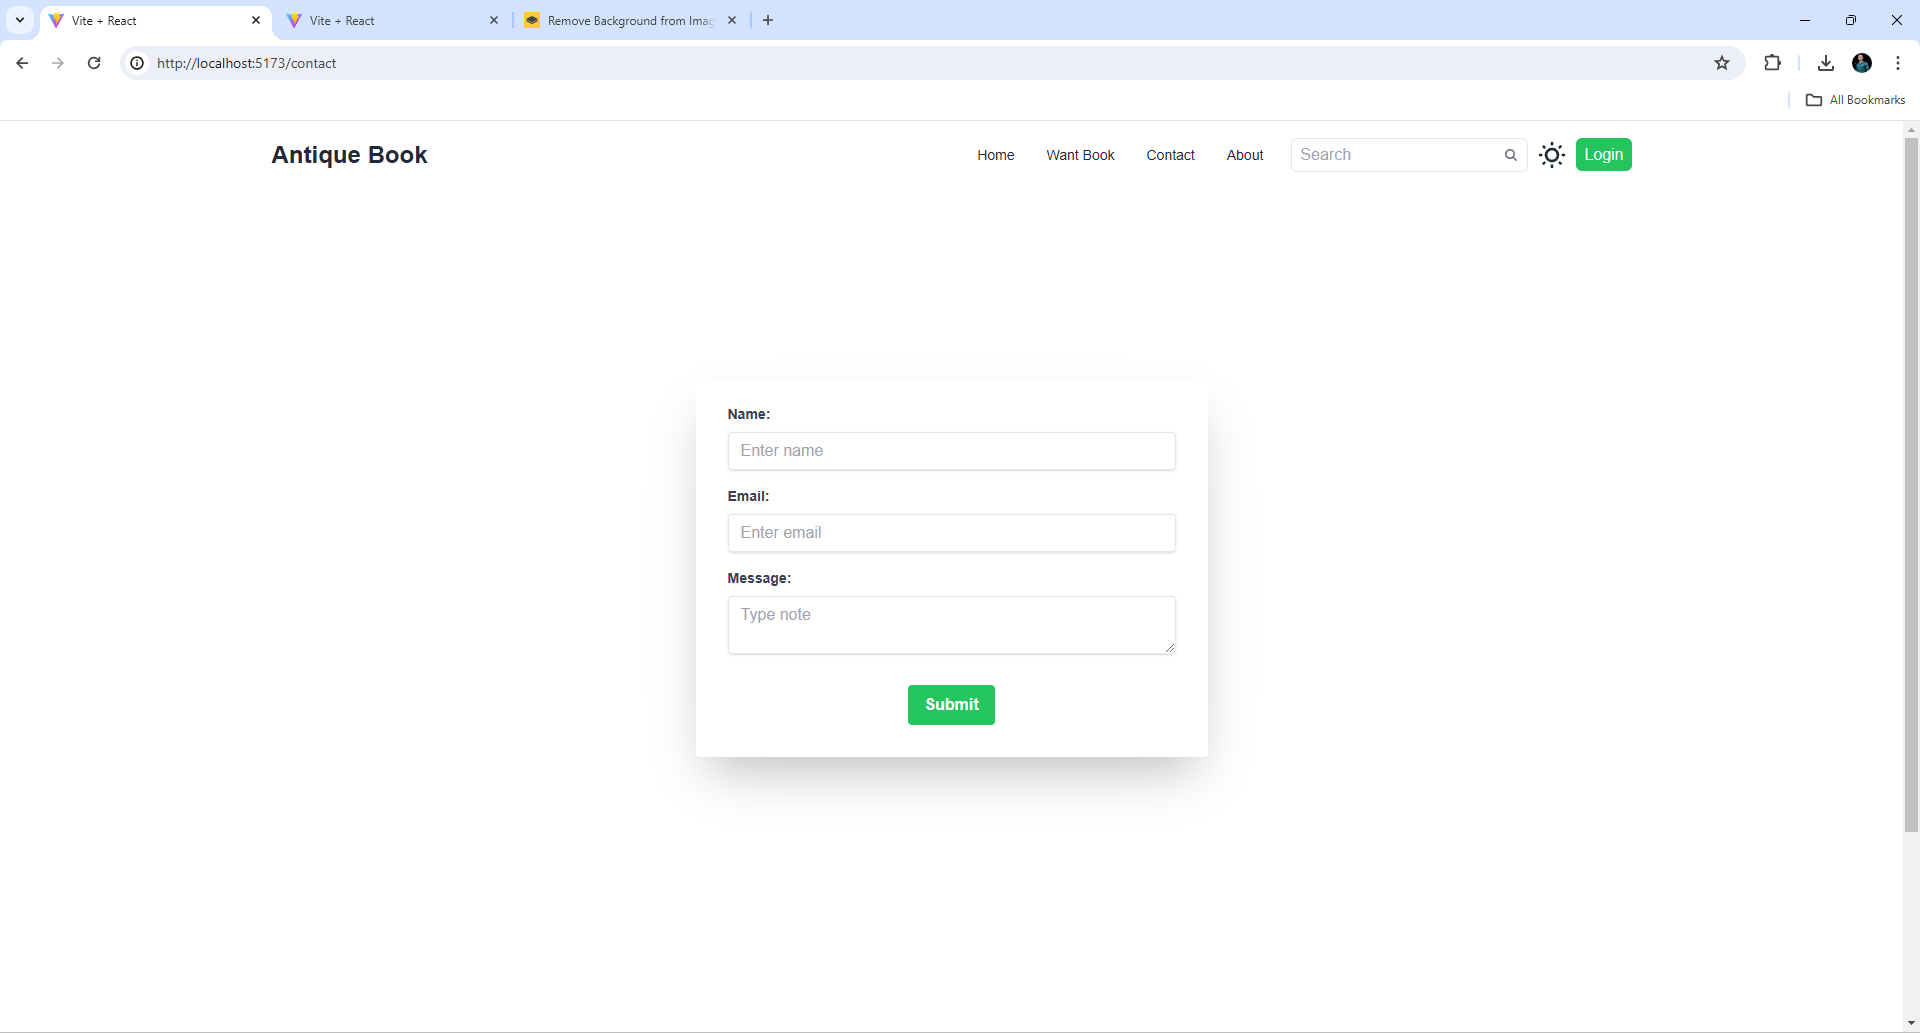 Vite + React
Vite + React
Remove Background from Imag
http://localhost:5173/contact
All Bookmarks
Antique Book
Home
Want Book
Contact
About
Search
Login
Name:
Enter name
Email:
Enter email
Message:
Type note
Submit